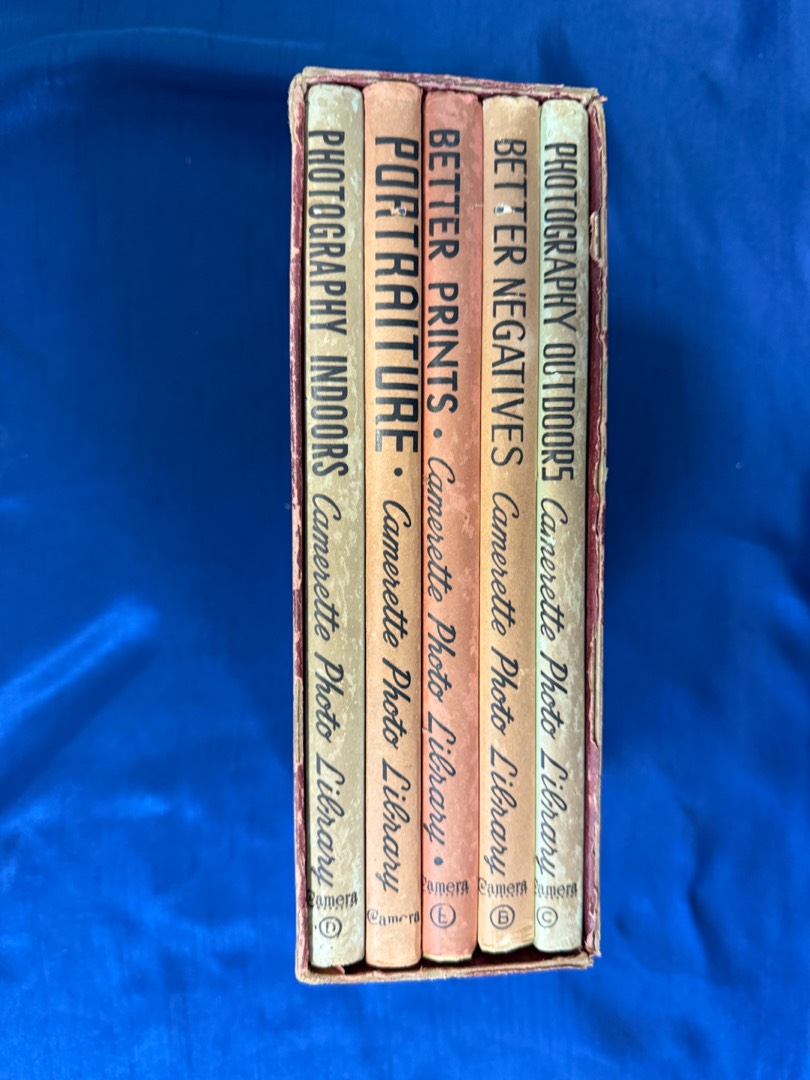 PHOTOGRAPHY INDOORS Camerette Photo Library
Camera
D
PORTRAITURE • Camerette Photo Library
Camera
BETTER PRINTS • Camerette Photo Library •
Camera
E
BETTER NEGATIVES Camerette Photo Library
Camera
B
PHOTOGRAPHY OUTDOORS Camerette Photo Library
Camera
C